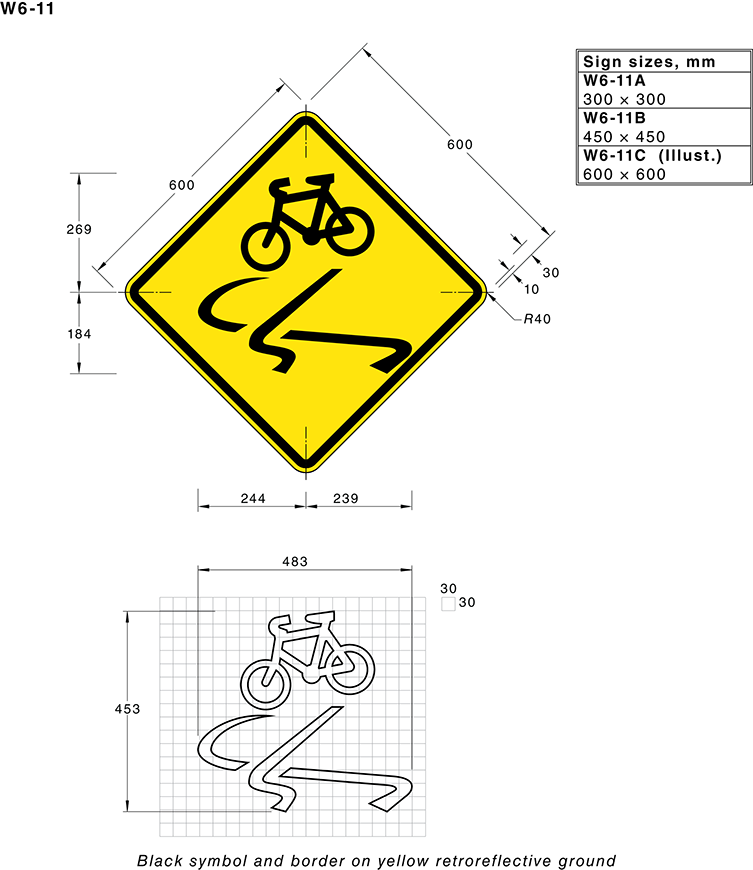 W6-11
Sign sizes, mm
W6-11A
300 × 300
W6-11B
450 × 450
W6-11C (Illust.)
600 × 600
600
600
269
184
30
10
R40
244
239
483
30
30
453
Black symbol and border on yellow retroreflective ground